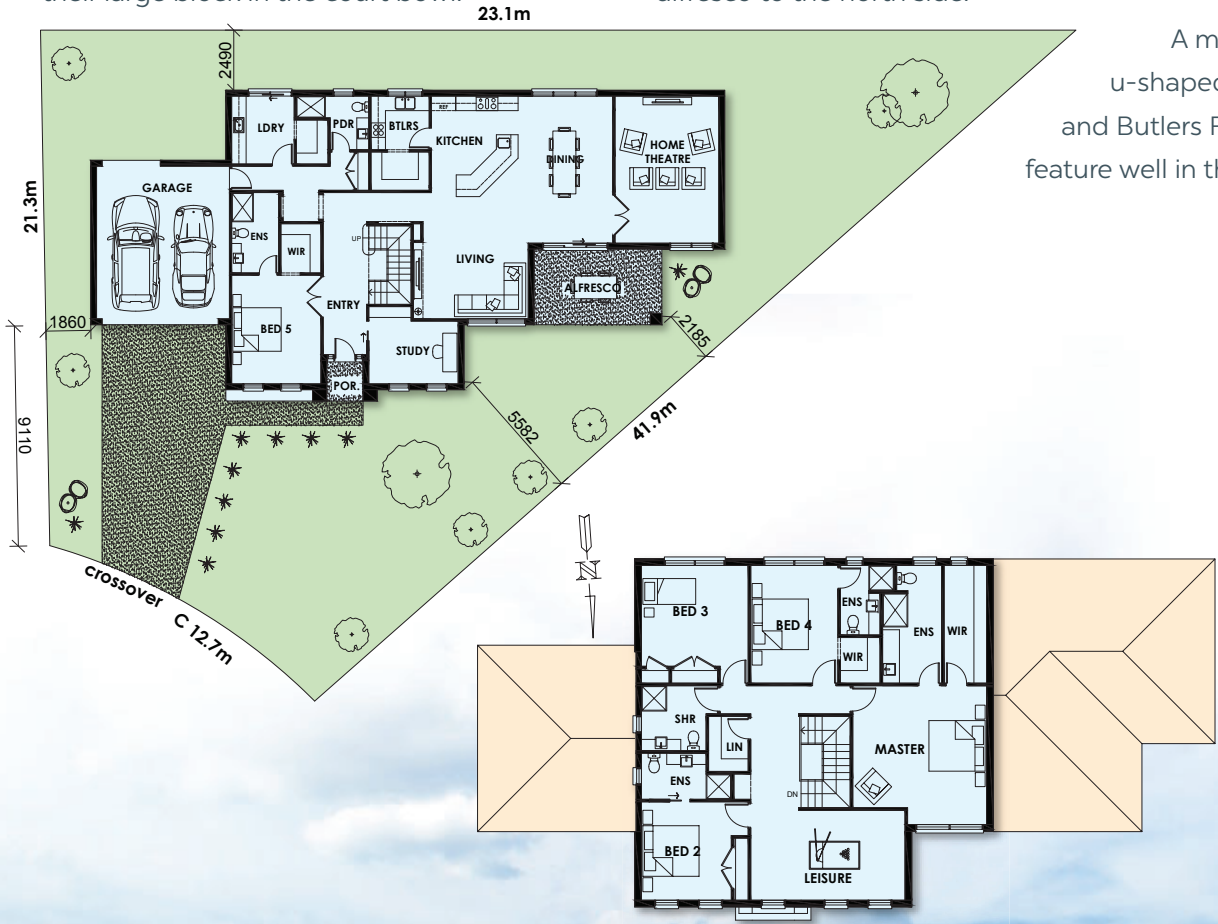 their large block in the court bowl.
alfresco to the north side.
A m
u-shaped
and Butlers P
feature well in th
23.1m
2490
LDRY
PDR
BTLRS
REF
KITCHEN
DINING
HOME
THEATRE
GARAGE
21.3m
ENS
WIR
UP
LIVING
ALFRESCO
ENTRY
BED 5
1860
STUDY
2185
POR.
9110
5582
41.9m
crossover
C 12.7m
N
BED 3
BED 4
ENS
ENS
WIR
WIR
SHR
LIN
MASTER
ENS
DN
BED 2
LEISURE